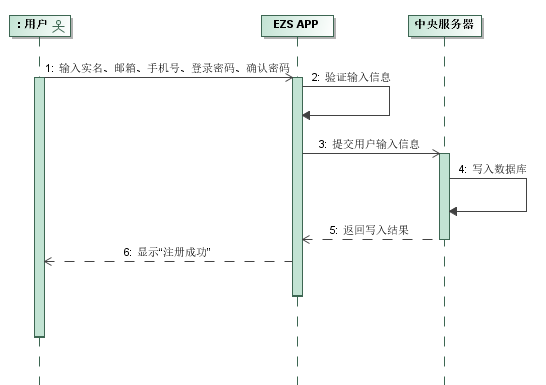 : 用户
EZS APP
中央服务器
1: 输入实名、邮箱、手机号、登录密码、确认密码
2: 验证输入信息
3: 提交用户输入信息
4: 写入数据库
5: 返回写入结果
6: 显示“注册成功”